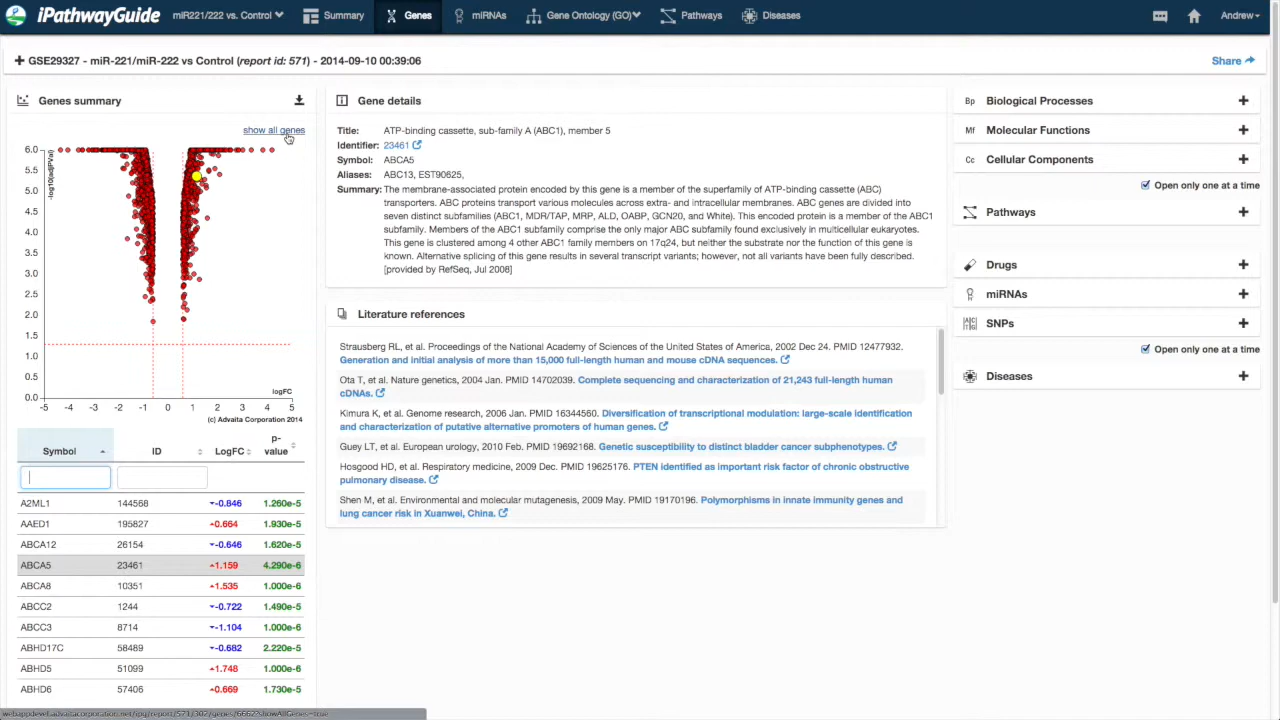 iPathwayGuide
miR221/222 vs. Control
Summary
Genes
miRNAs
Gene Ontology (GO)
Pathways
Diseases
Andrew
GSE29327 - miR-221/miR-222 vs Control (report id: 571) - 2014-09-10 00:39:06
Share
Genes summary
show all genes
-log10(adjPVal)
6.0
5.5
5.0
4.5
4.0
3.5
3.0
2.5
2.0
1.5
1.0
0.5
0.0
logFC
-5 -4 -3 -2 -1 0 1 2 3 4 5
(c) Advaita Corporation 2014
Symbol ID LogFC p-value
A2ML1 144568 -0.846 1.260e-5
AAED1 195827 0.664 1.930e-5
ABCA12 26154 -0.646 1.620e-5
ABCA5 23461 1.159 4.290e-6
ABCA8 10351 1.535 1.000e-6
ABCC2 1244 -0.722 1.490e-5
ABCC3 8714 -1.104 1.000e-6
ABHD17C 58489 -0.682 2.220e-5
ABHD5 51099 1.748 1.000e-6
ABHD6 57406 0.669 1.730e-5
Gene details
Title: ATP-binding cassette, sub-family A (ABC1), member 5
Identifier: 23461
Symbol: ABCA5
Aliases: ABC13, EST90625,
Summary: The membrane-associated protein encoded by this gene is a member of the superfamily of ATP-binding cassette (ABC)
transporters. ABC proteins transport various molecules across extra- and intracellular membranes. ABC genes are divided into
seven distinct subfamilies (ABC1, MDR/TAP, MRP, ALD, OABP, GCN20, and White). This encoded protein is a member of the ABC1
subfamily. Members of the ABC1 subfamily comprise the only major ABC subfamily found exclusively in multicellular eukaryotes.
This gene is clustered among 4 other ABC1 family members on 17q24, but neither the substrate nor the function of this gene is
known. Alternative splicing of this gene results in several transcript variants; however, not all variants have been fully described.
[provided by RefSeq, Jul 2008]
Literature references
Strausberg RL, et al. Proceedings of the National Academy of Sciences of the United States of America, 2002 Dec 24. PMID 12477932.
Generation and initial analysis of more than 15,000 full-length human and mouse cDNA sequences.
Ota T, et al. Nature genetics, 2004 Jan. PMID 14702039. Complete sequencing and characterization of 21,243 full-length human
cDNAs.
Kimura K, et al. Genome research, 2006 Jan. PMID 16344560. Diversification of transcriptional modulation: large-scale identification
and characterization of putative alternative promoters of human genes.
Guey LT, et al. European urology, 2010 Feb. PMID 19692168. Genetic susceptibility to distinct bladder cancer subphenotypes.
Hosgood HD, et al. Respiratory medicine, 2009 Dec. PMID 19625176. PTEN identified as important risk factor of chronic obstructive
pulmonary disease.
Shen M, et al. Environmental and molecular mutagenesis, 2009 May. PMID 19170196. Polymorphisms in innate immunity genes and
lung cancer risk in Xuanwei, China.
Bp Biological Processes
Mf Molecular Functions
Cc Cellular Components
Open only one at a time
Pathways
Drugs
miRNAs
SNPs
Open only one at a time
Diseases
webappdevel.advaitacorporation.net/ipg/report/571/302/genes/6662?showAllGenes=true